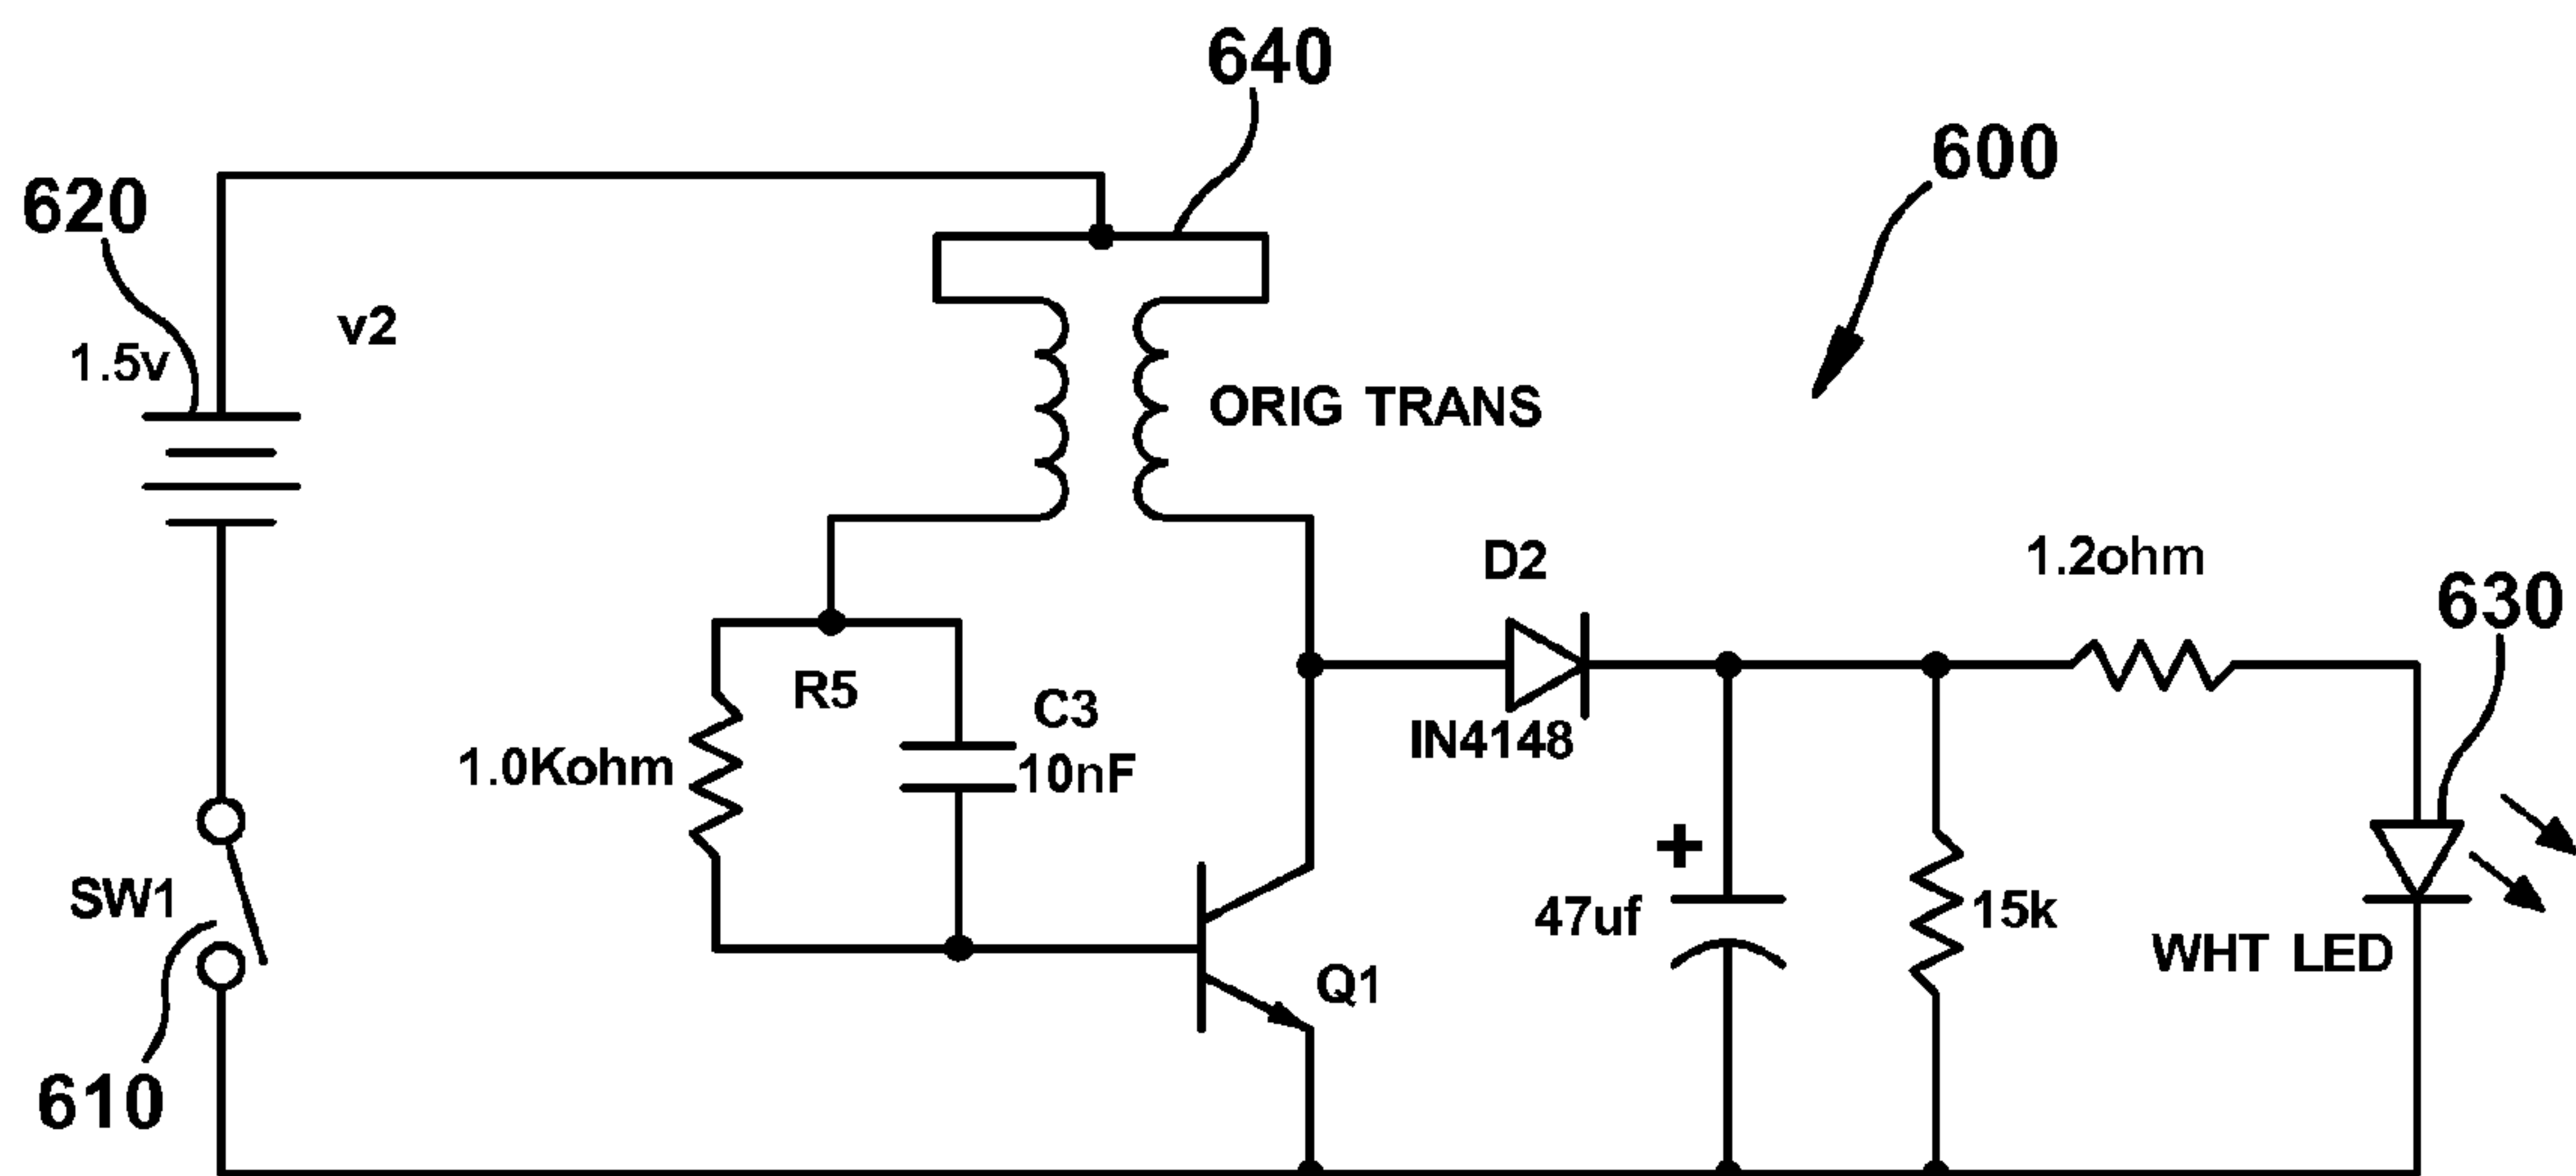 640
600
620
v2
1.5v
ORIG TRANS
D2
1.2ohm
630
R5
C3
1.0Kohm
10nF
IN4148
+
SW1
47uf
15k
WHT LED
Q1
610